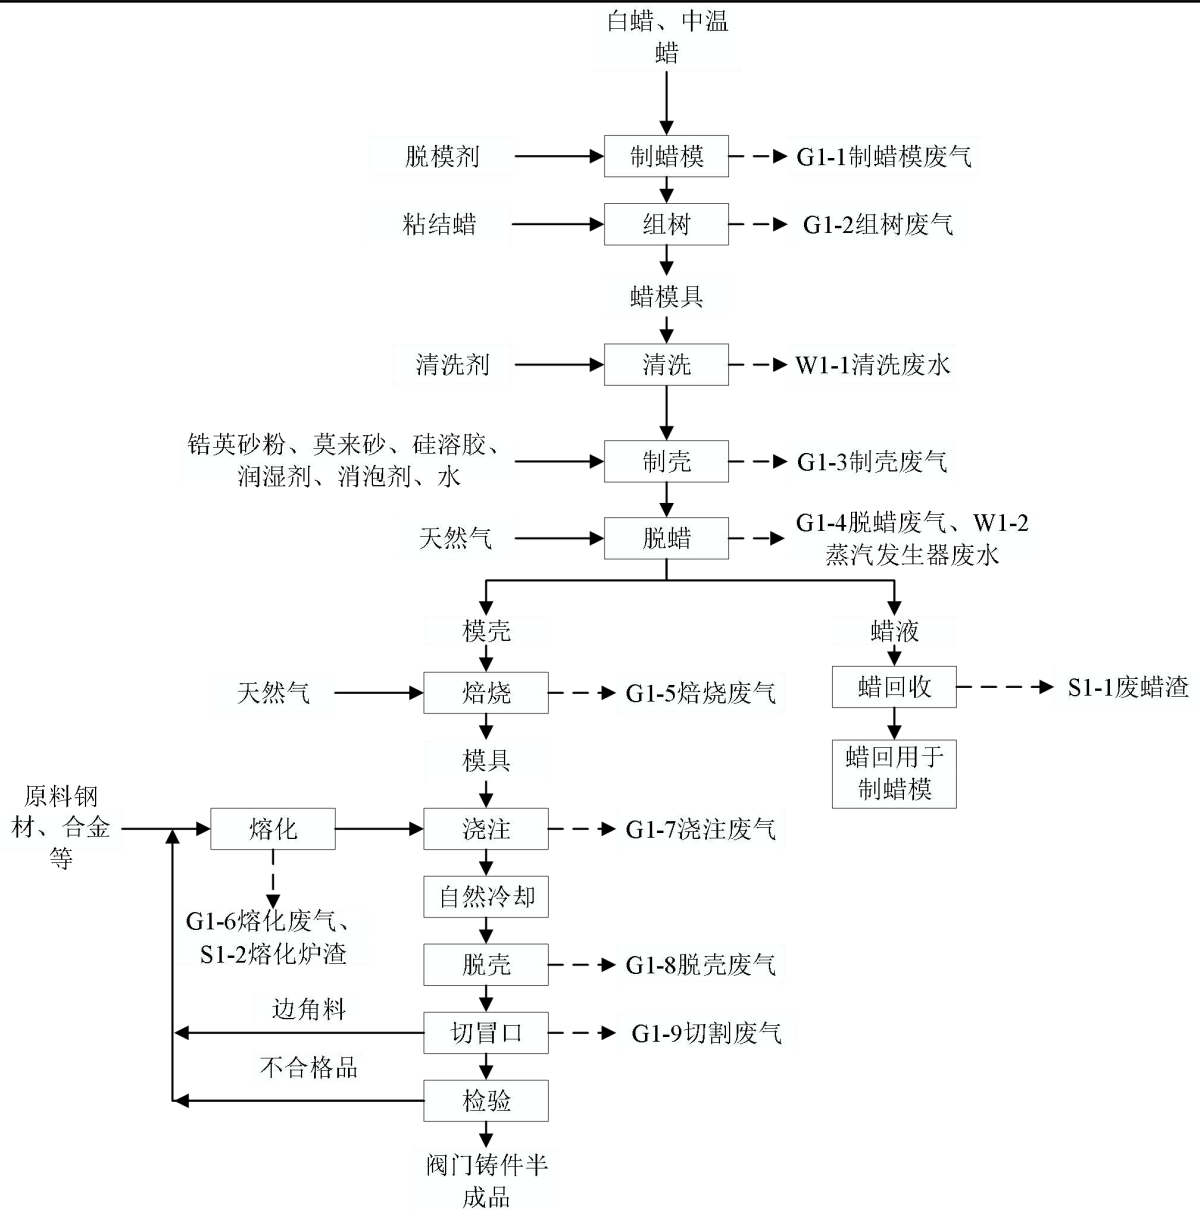 白蜡、中温
蜡
脱模剂
制蜡模
G1-1制蜡模废气
粘结蜡
组树
G1-2组树废气
蜡模具
清洗剂
清洗
W1-1清洗废水
锆英砂粉、莫来砂、硅溶胶、
润湿剂、消泡剂、水
制壳
G1-3制壳废气
天然气
脱蜡
G1-4脱蜡废气、W1-2
蒸汽发生器废水
模壳
蜡液
天然气
焙烧
G1-5焙烧废气
蜡回收
S1-1废蜡渣
模具
蜡回用于
制蜡模
原料钢
材、合金
等
熔化
浇注
G1-7浇注废气
G1-6熔化废气、
S1-2熔化炉渣
自然冷却
脱壳
G1-8脱壳废气
边角料
切冒口
G1-9切割废气
不合格品
检验
阀门铸件半
成品